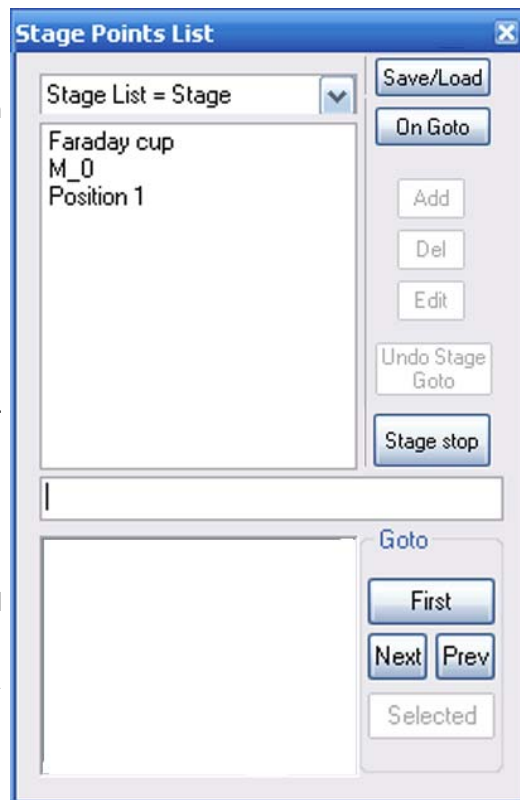 Stage Points List
Stage List = Stage
Save/Load
On Goto
Faraday cup
M_0
Position 1
Add
Del
Edit
Undo Stage
Goto
Stage stop
Goto
First
Next Prev
Selected